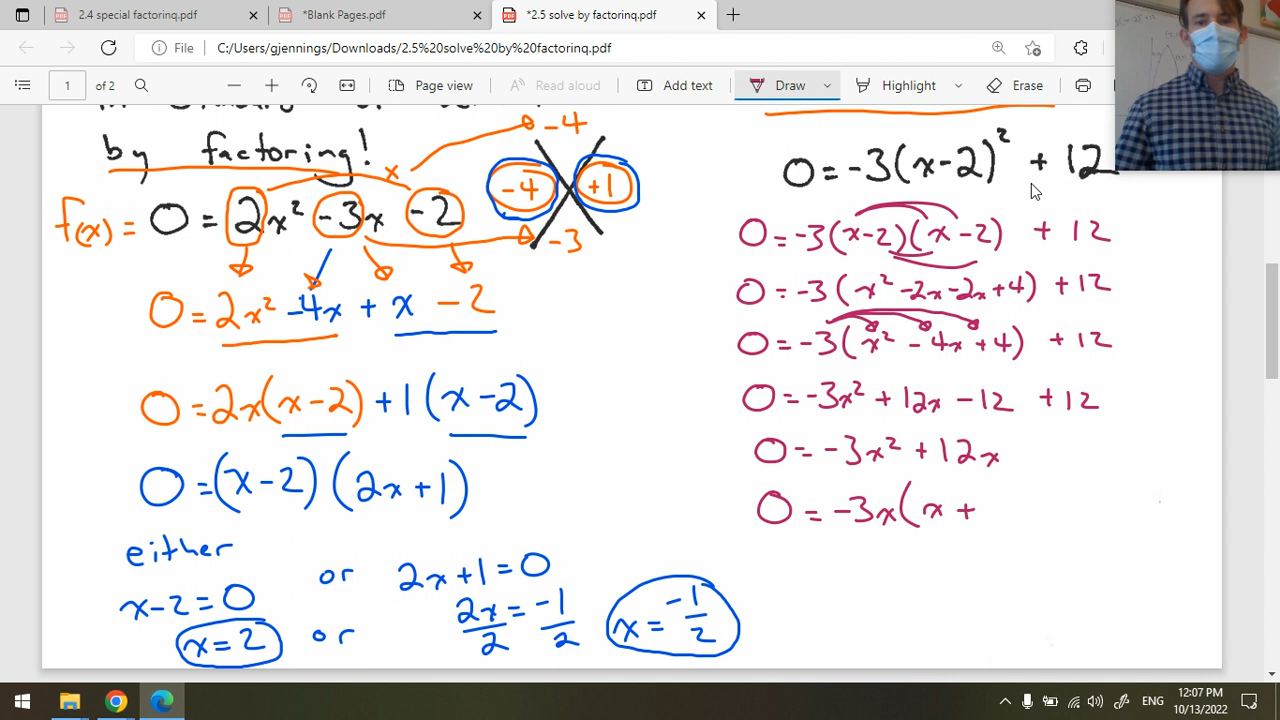 2.4 special factoring.pdf
*Blank Pages.pdf
*2.5 solve by factoring.pdf
File C:/Users/gjennings/Downloads/2.5%20solve%20by%20factoring.pdf
1 of 2 Page view Read aloud Add text Draw Highlight Erase
by factoring!
x
-4
-4 +1
-3
f(x) = 0 = 2x² -3x -2
0 = 2x² -4x + x -2
0 = 2x(x-2) +1(x-2)
0 = (x-2)(2x+1)
either
x-2=0 or 2x+1=0
2x/2 = -1/2
x=2 or x = -1/2
0 = -3(x-2)² + 12
0 = -3(x-2)(x-2) + 12
0 = -3(x² -2x -2x +4) +12
0 = -3(x² -4x +4) +12
0 = -3x² +12x -12 +12
0 = -3x² +12x
0 = -3x(x +
ENG
12:07 PM
10/13/2022